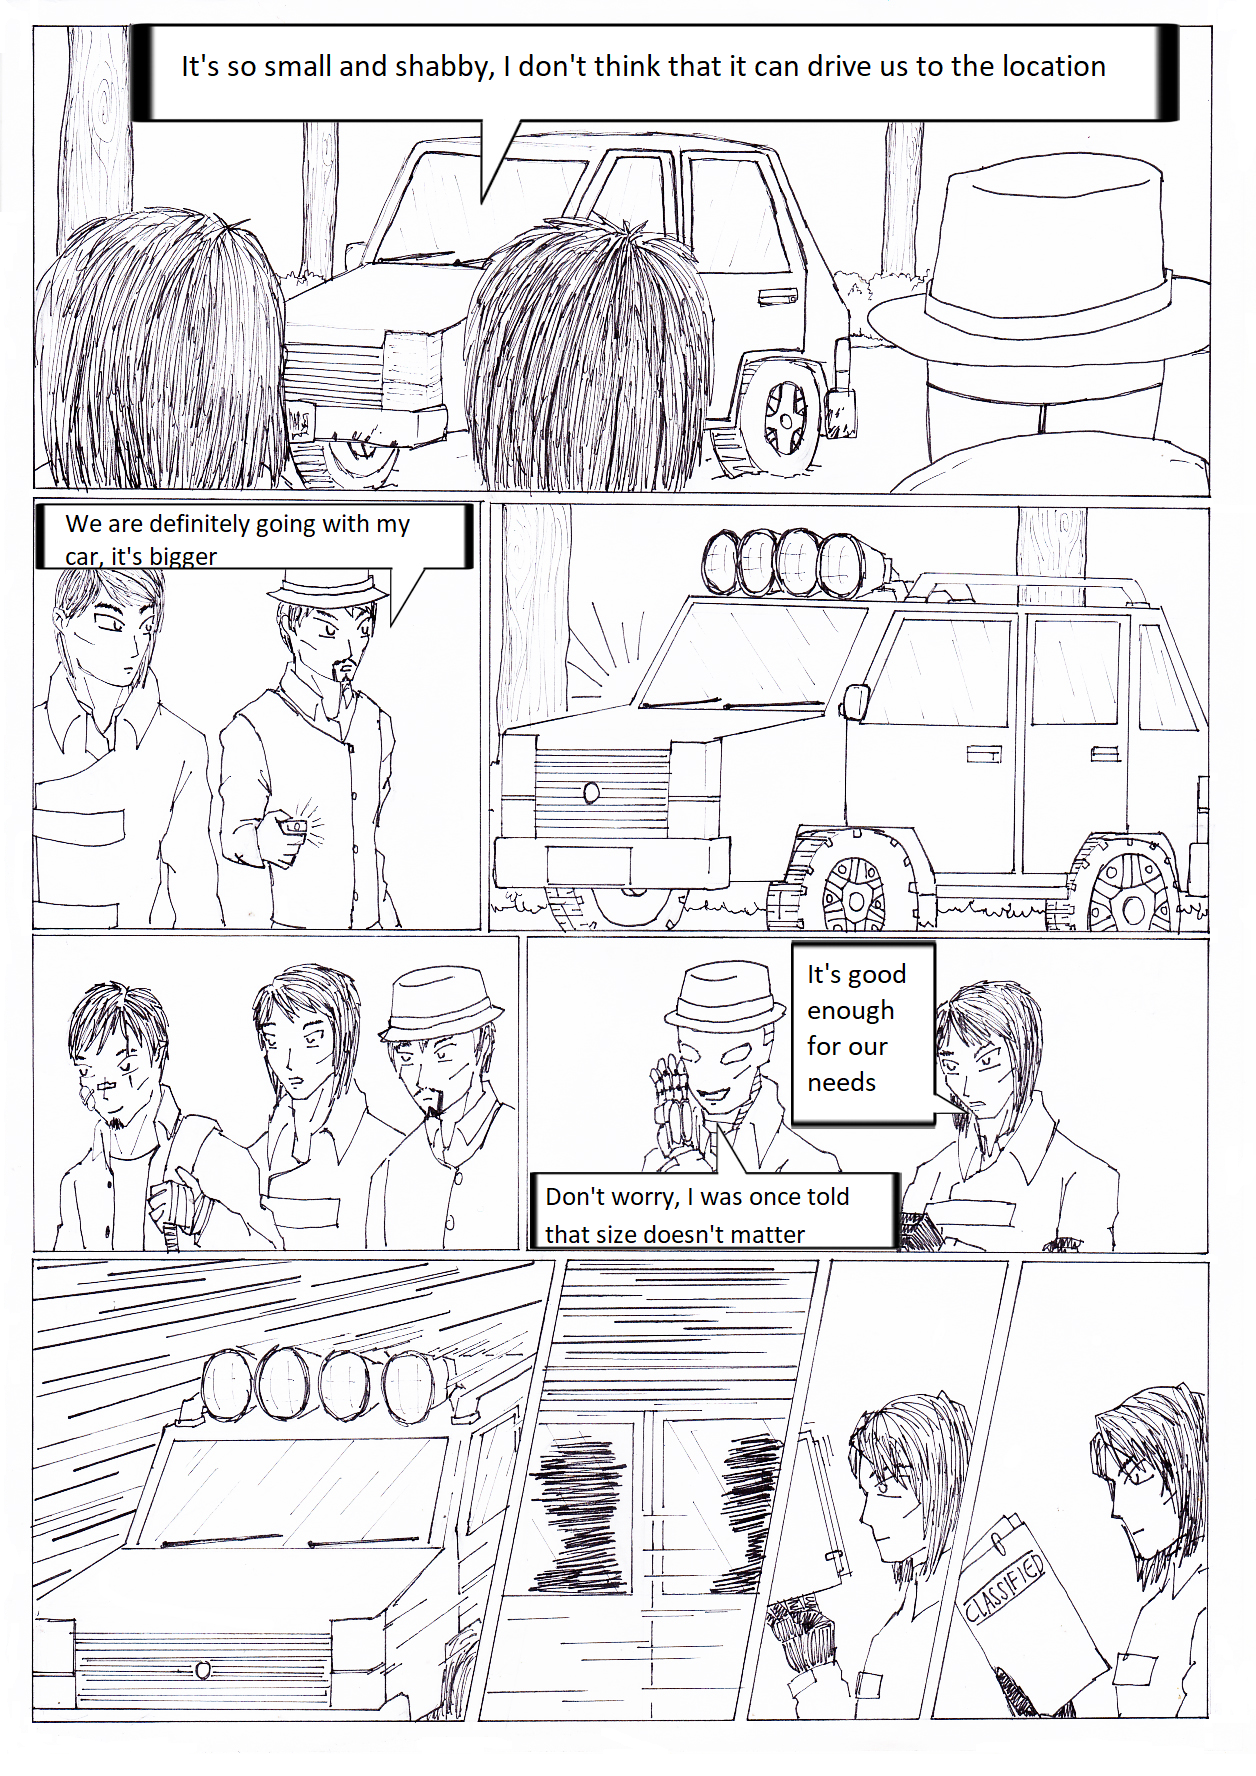 It's so small and shabby, I don't think that it can drive us to the location
We are definitely going with my
car, it's bigger
It's good
enough
for our
needs
Don't worry, I was once told
that size doesn't matter
CLASSIFIED